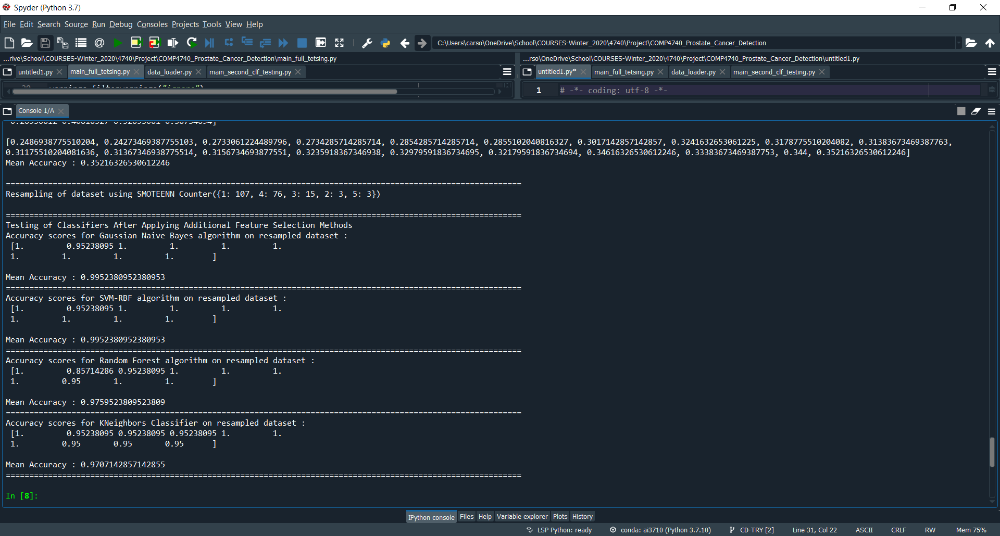 Spyder (Python 3.7)
File Edit Search Source Run Debug Consoles Projects Tools View Help
C:\Users\carso\OneDrive\School\COURSES-Winter_2020\4740\Project\COMP4740_Prostate_Cancer_Detection
...rive\School\COURSES-Winter_2020\4740\Project\COMP4740_Prostate_Cancer_Detection\main_full_tetsing.py
...rso\OneDrive\School\COURSES-Winter_2020\4740\Project\COMP4740_Prostate_Cancer_Detection\untitled1.py
untitled1.py main_full_tetsing.py data_loader.py main_second_clf_testing.py
untitled1.py* main_full_tetsing.py data_loader.py main_second_clf_testing.py
warnings.filterwarnings("ignore")
1 # -*- coding: utf-8 -*-
Console 1/A
[0.2486938775510204, 0.24273469387755103, 0.2733061224489796, 0.2734285714285714, 0.2854285714285714, 0.2855102040816327, 0.3017142857142857, 0.3241632653061225, 0.3178775510204082, 0.31383673469387763,
0.31175510204081636, 0.31367346938775514, 0.3156734693877551, 0.3235918367346938, 0.32979591836734695, 0.32179591836734694, 0.34616326530612246, 0.33383673469387753, 0.344, 0.35216326530612246]
Mean Accuracy : 0.35216326530612246
==============================================================================================================
Resampling of dataset using SMOTEENN Counter({1: 107, 4: 76, 3: 15, 2: 3, 5: 3})
==============================================================================================================
Testing of Classifiers After Applying Additional Feature Selection Methods
Accuracy scores for Gaussian Naive Bayes algorithm on resampled dataset :
[1. 0.95238095 1. 1. 1. 1.
1. 1. 1. 1. ]
Mean Accuracy : 0.9952380952380953
==============================================================================================================
Accuracy scores for SVM-RBF algorithm on resampled dataset :
[1. 0.95238095 1. 1. 1. 1.
1. 1. 1. 1. ]
Mean Accuracy : 0.9952380952380953
==============================================================================================================
Accuracy scores for Random Forest algorithm on resampled dataset :
[1. 0.85714286 0.95238095 1. 1. 1.
1. 0.95 1. 1. ]
Mean Accuracy : 0.9759523809523809
==============================================================================================================
Accuracy scores for KNeighbors Classifier on resampled dataset :
[1. 0.95238095 0.95238095 0.95238095 1. 1.
1. 0.95 0.95 0.95 ]
Mean Accuracy : 0.9707142857142855
==============================================================================================================
In [8]:
IPython console Files Help Variable explorer Plots History
LSP Python: ready conda: ai3710 (Python 3.7.10) CD-TRY [2] Line 31, Col 22 ASCII CRLF RW Mem 75%